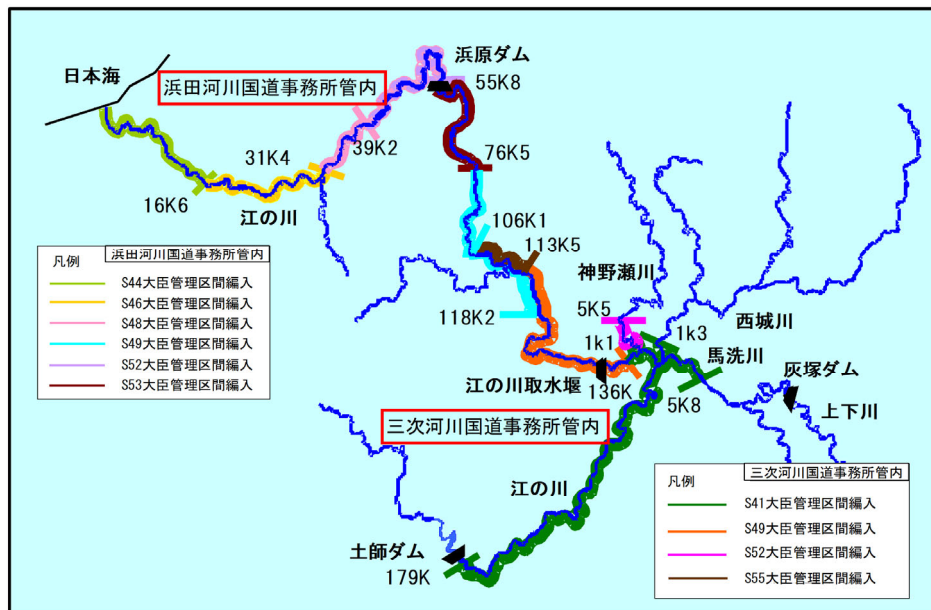 浜原ダム
日本海
浜田河川国道事務所管内
55K8
31K4
39K2
76K5
16K6
江の川
106K1
113K5
神野瀬川
浜田河川国道事務所管内
凡例
S44大臣管理区間編入
S46大臣管理区間編入
S48大臣管理区間編入
S49大臣管理区間編入
S52大臣管理区間編入
S53大臣管理区間編入
118K2
5K5
1k1
1k3
西城川
馬洗川
灰塚ダム
江の川取水堰
136K
5K8
上下川
三次河川国道事務所管内
江の川
土師ダム
179K
三次河川国道事務所管内
凡例
S41大臣管理区間編入
S49大臣管理区間編入
S52大臣管理区間編入
S55大臣管理区間編入